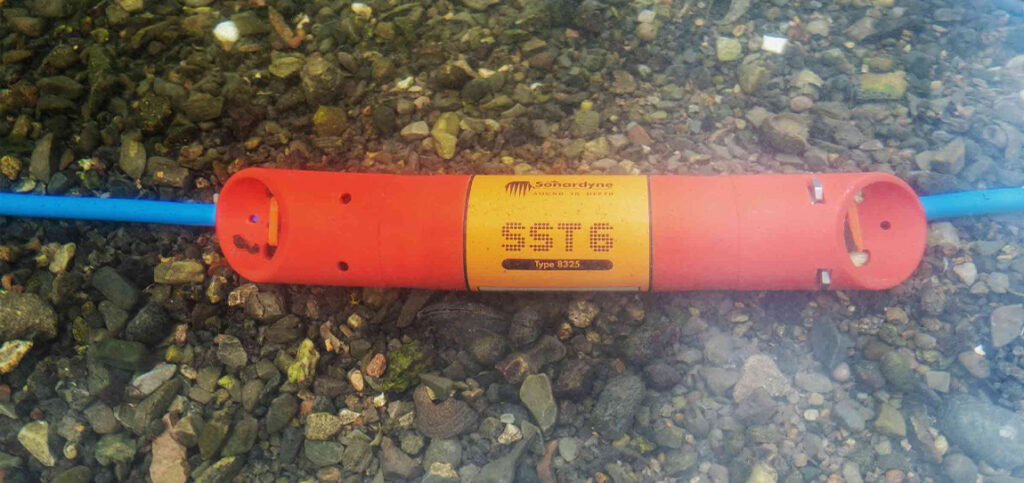 Sonardyne
SOUND IN DEPTH
SST6
Type 8325